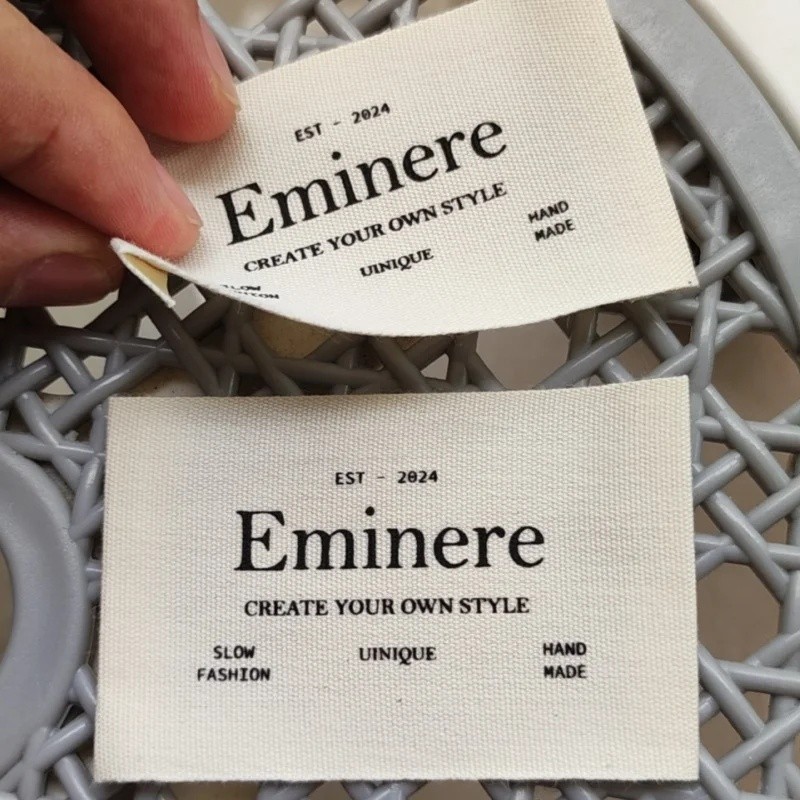 EST - 2024
Eminere
CREATE YOUR OWN STYLE
UINIQUE
HAND
MADE
EST - 2024
Eminere
CREATE YOUR OWN STYLE
SLOW
FASHION
UINIQUE
HAND
MADE